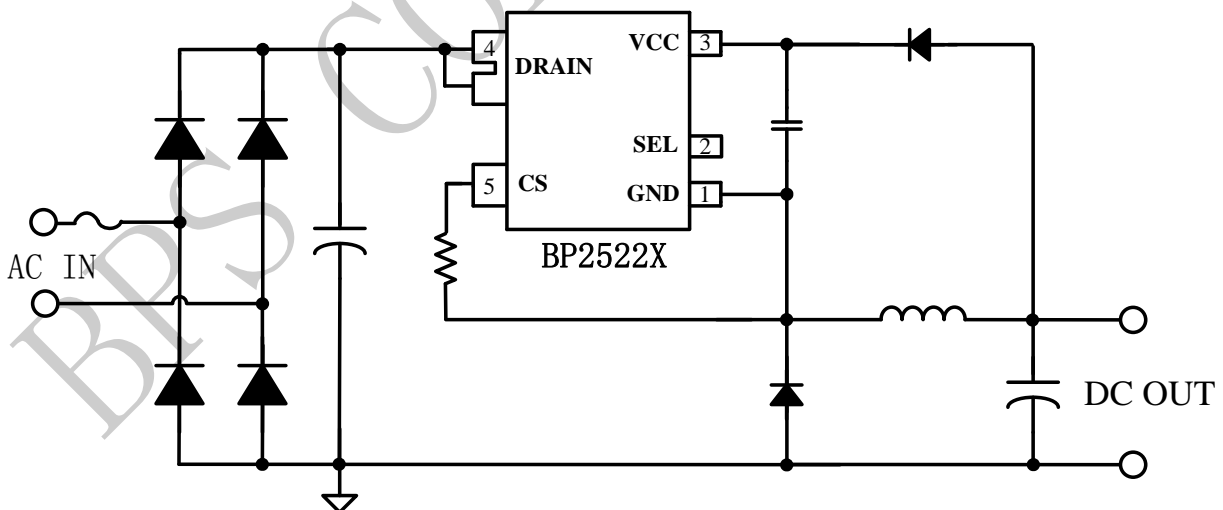 VCC 3
4
DRAIN
SEL 2
5 CS
GND 1
BP2522X
AC IN
DC OUT
BPS CO